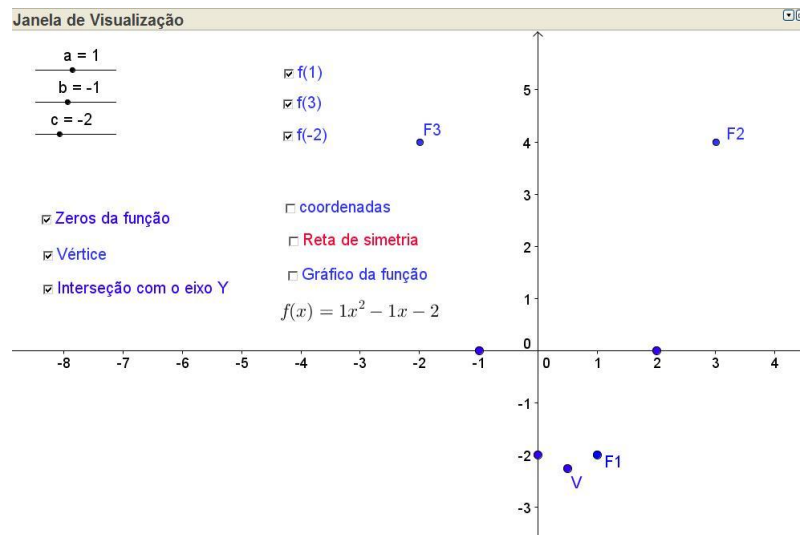 Janela de Visualização
a = 1
b = -1
c = -2
f(1)
f(3)
f(-2)
Zeros da função
Vértice
Interseção com o eixo Y
coordenadas
Reta de simetria
Gráfico da função
f(x) = 1x² − 1x − 2
F3
F2
5
4
3
2
1
0
-8 -7 -6 -5 -4 -3 -2 -1 0 1 2 3 4
-1
-2
F1
V
-3